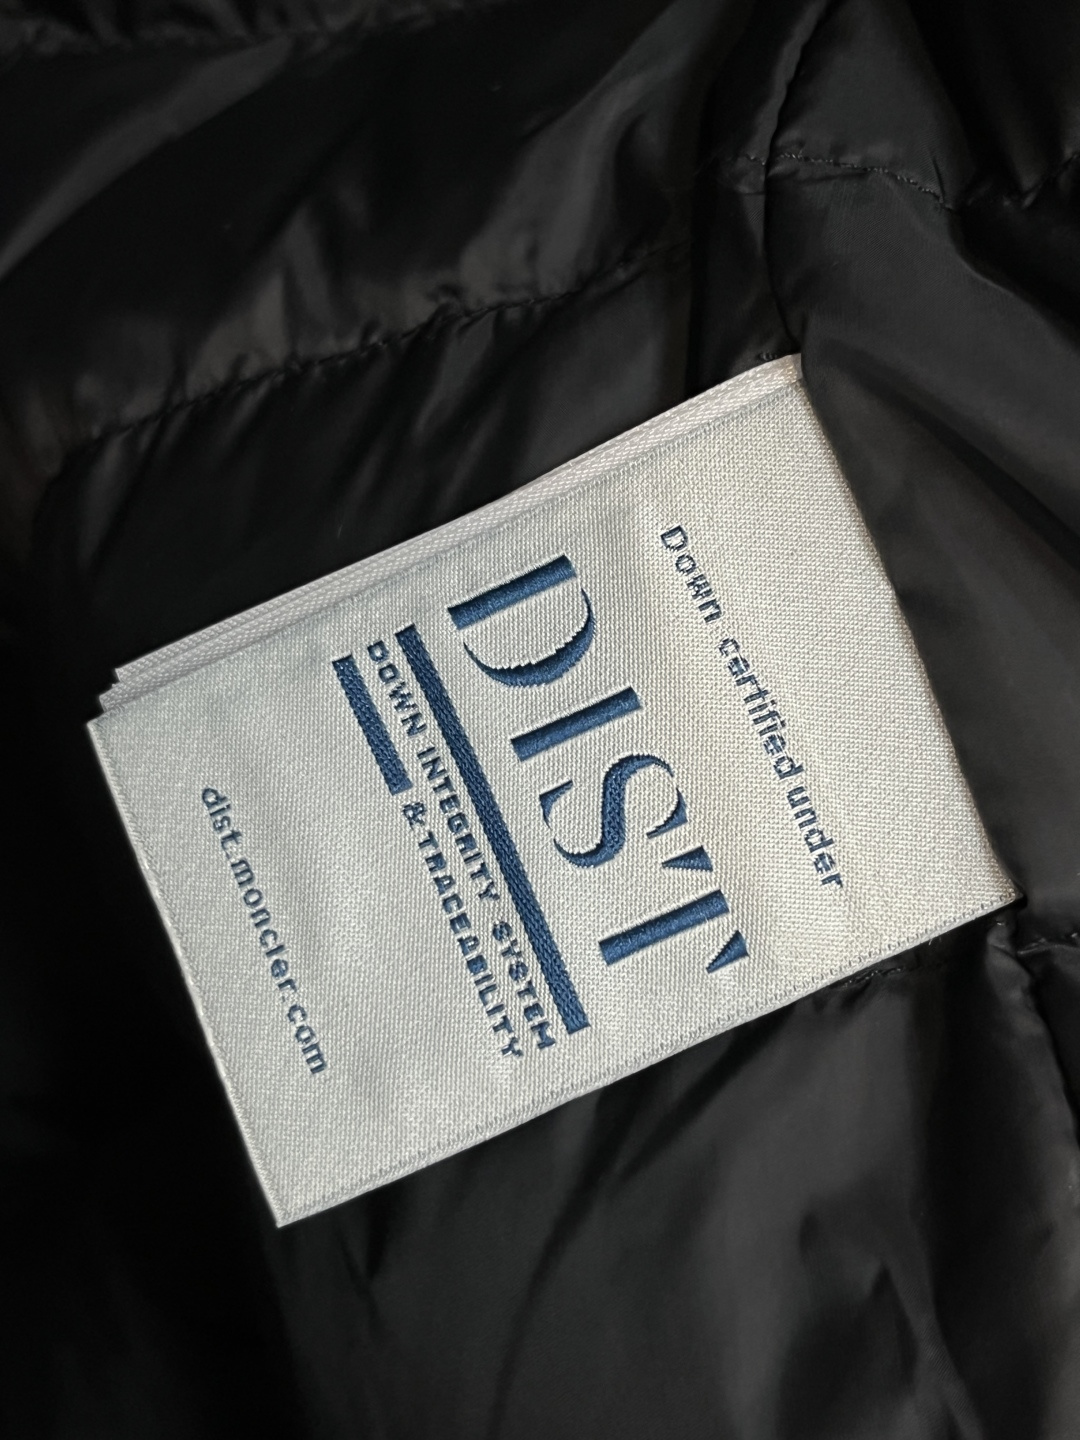 Down certified under
DIST
DOWN INTEGRITY SYSTEM
& TRACEABILITY
dist.moncler.com